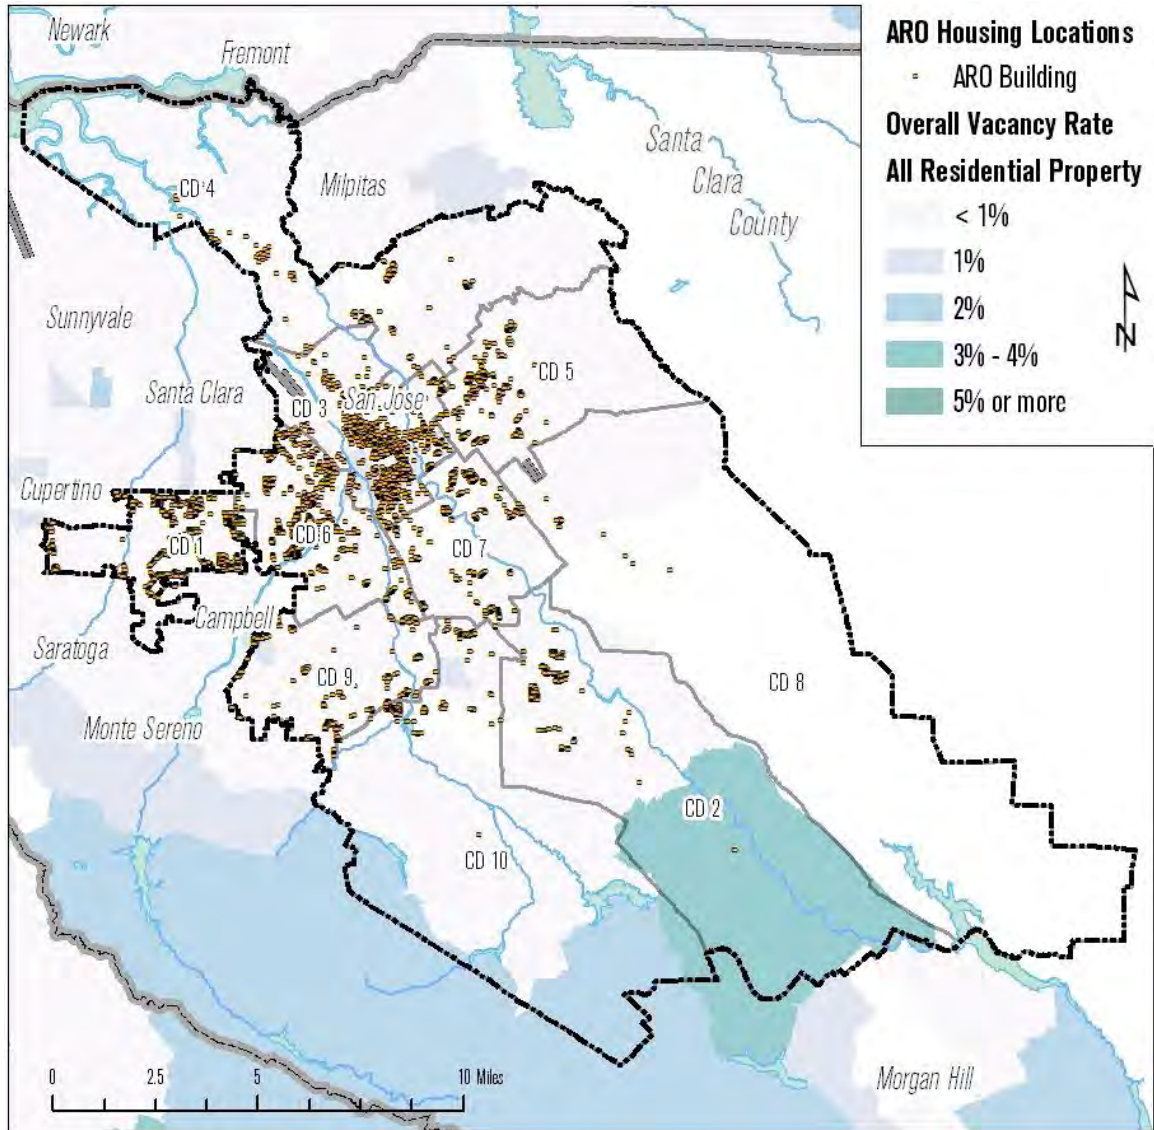 Newark
Fremont
ARO Housing Locations
ARO Building
Overall Vacancy Rate
All Residential Property
< 1%
1%
2%
3% - 4%
5% or more
N
Santa
Clara
County
CD 4
Milpitas
Sunnyvale
Santa Clara
CD 3
San Jose
CD 5
Cupertino
CD 1
CD 6
CD 7
Campbell
Saratoga
CD 9
CD 8
Monte Sereno
CD 2
CD 10
Morgan Hill
0 2.5 5 10 Miles